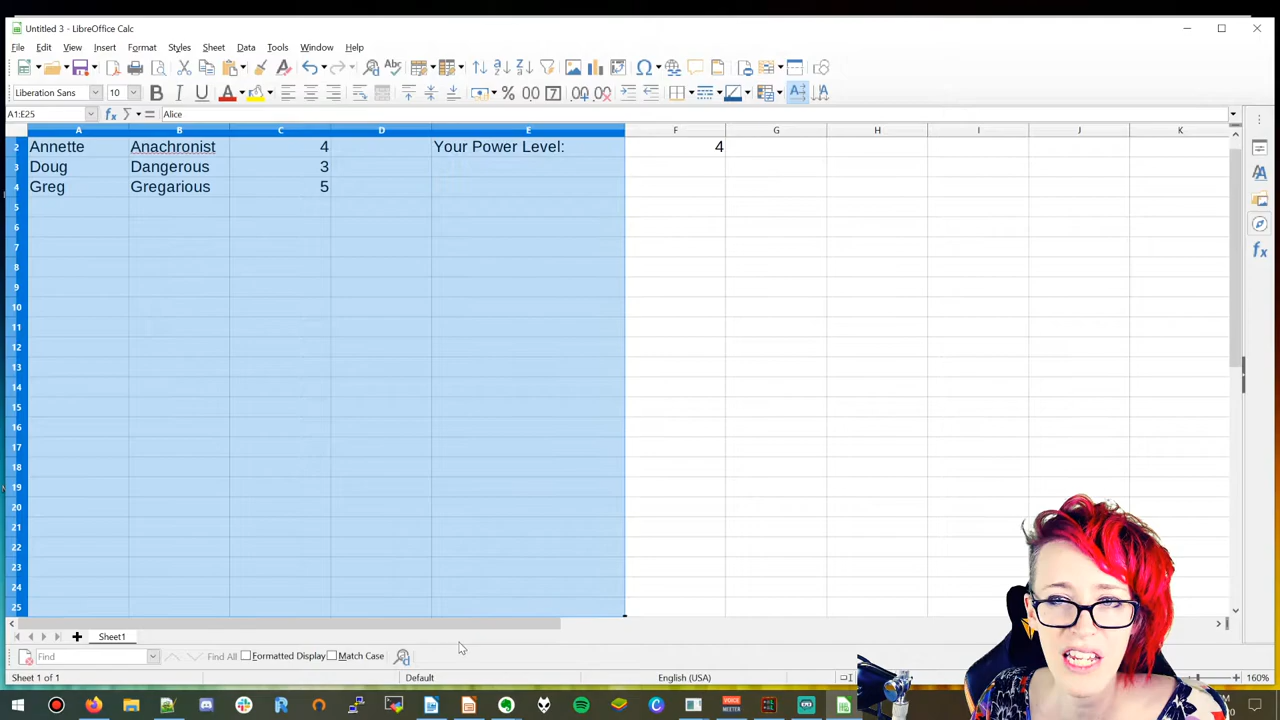 Untitled 3 - LibreOffice Calc
File Edit View Insert Format Styles Sheet Data Tools Window Help
Liberation Sans 10
A1:E25 Alice
A B C D E F G H I J K
2 Annette Anachronist 4 Your Power Level: 4
3 Doug Dangerous 3
4 Greg Gregarious 5
5
6
7
8
9
10
11
12
13
14
15
16
17
18
19
20
21
22
23
24
25
Sheet1
Find Find All Formatted Display Match Case
Sheet 1 of 1 Default English (USA) 160%